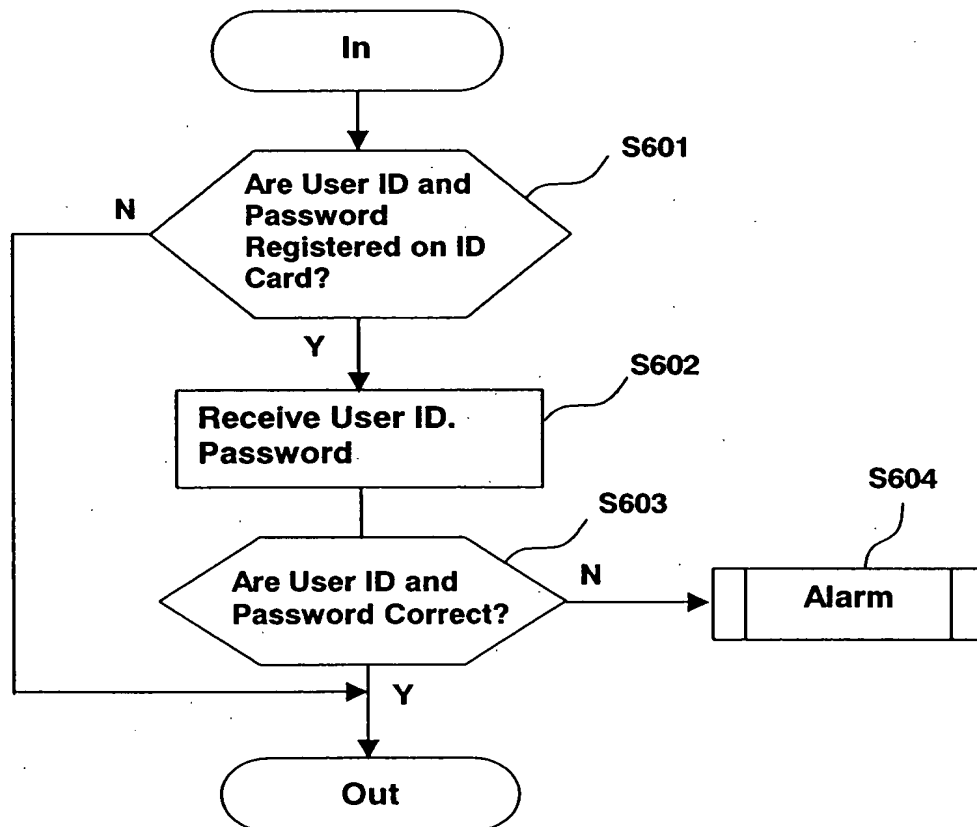 In
S601
Are User ID and
Password
Registered on ID
Card?
N
Y
S602
Receive User ID.
Password
S603
S604
Are User ID and
Password Correct?
N
Alarm
Y
Out